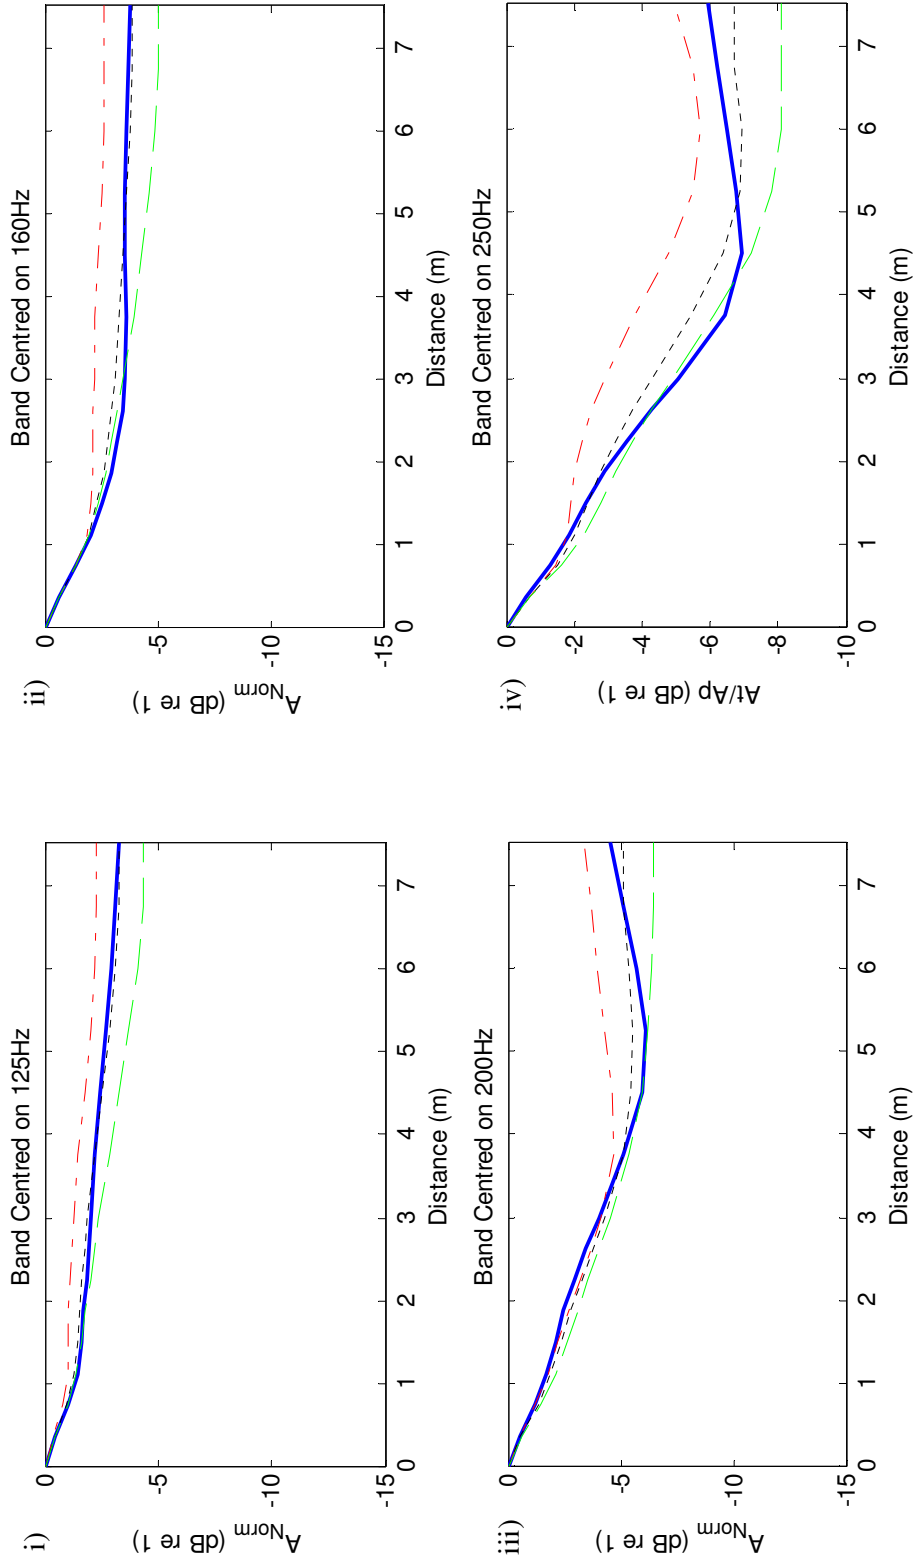 i)
Band Centred on 125Hz
0
-5
-10
-15
A_Norm (dB re 1)
0 1 2 3 4 5 6 7
Distance (m)
ii)
Band Centred on 160Hz
0
-5
-10
-15
A_Norm (dB re 1)
0 1 2 3 4 5 6 7
Distance (m)
iii)
Band Centred on 200Hz
0
-5
-10
-15
A_Norm (dB re 1)
0 1 2 3 4 5 6 7
Distance (m)
iv)
Band Centred on 250Hz
0
-2
-4
-6
-8
-10
At/Ap (dB re 1)
0 1 2 3 4 5 6 7
Distance (m)